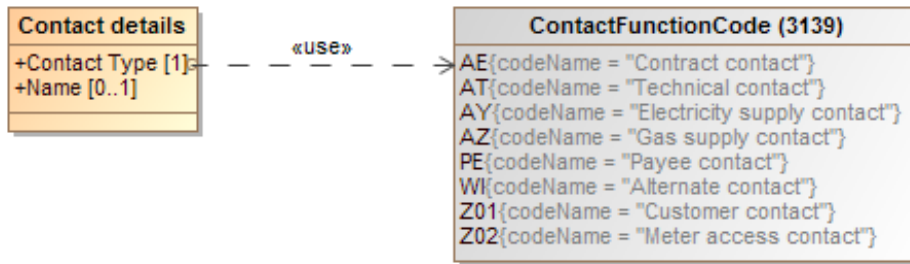 Contact details
+Contact Type [1]
+Name [0..1]
«use»
ContactFunctionCode (3139)
AE{codeName = "Contract contact"}
AT{codeName = "Technical contact"}
AY{codeName = "Electricity supply contact"}
AZ{codeName = "Gas supply contact"}
PE{codeName = "Payee contact"}
WI{codeName = "Alternate contact"}
Z01{codeName = "Customer contact"}
Z02{codeName = "Meter access contact"}